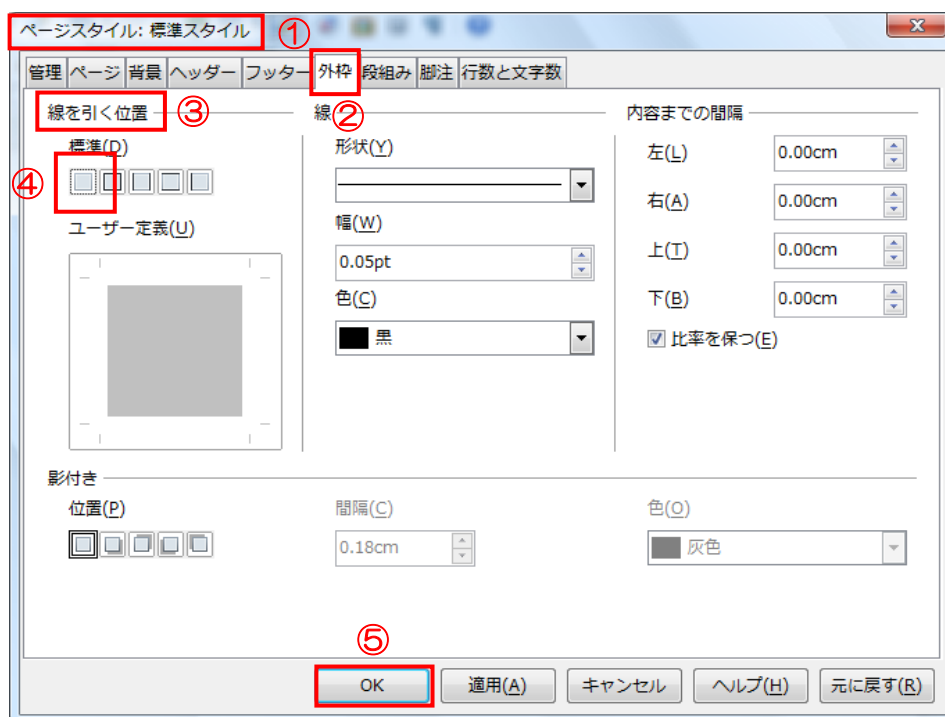 ページスタイル: 標準スタイル ①
管理 ページ 背景 ヘッダー フッター 外枠 段組み 脚注 行数と文字数
線を引く位置 ③ 線 ② 内容までの間隔
標準(D) 形状(Y) 左(L) 0.00cm
④
右(A) 0.00cm
ユーザー定義(U) 幅(W)
0.05pt 上(T) 0.00cm
色(C) 下(B) 0.00cm
黒 比率を保つ(E)
影付き
位置(P) 間隔(C) 色(O)
0.18cm 灰色
⑤
OK 適用(A) キャンセル ヘルプ(H) 元に戻す(R)